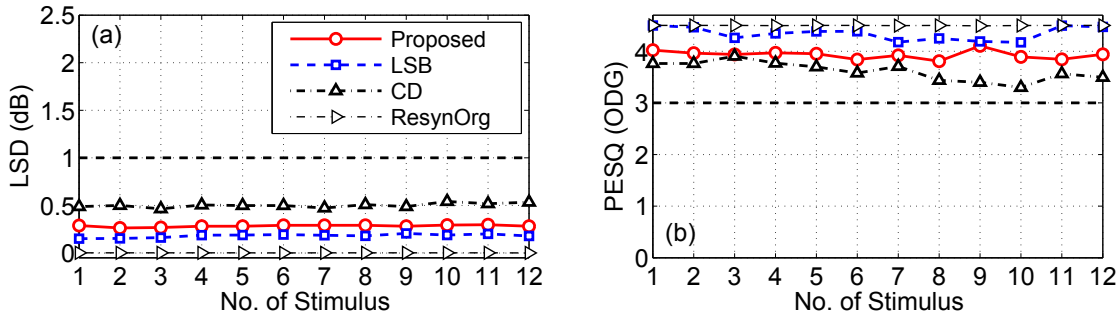 (a)
Proposed
LSB
CD
ResynOrg
LSD (dB)
2.5
2
1.5
1
0.5
0
1 2 3 4 5 6 7 8 9 10 11 12
No. of Stimulus
(b)
PESQ (ODG)
4
3
2
1
0
1 2 3 4 5 6 7 8 9 10 11 12
No. of Stimulus